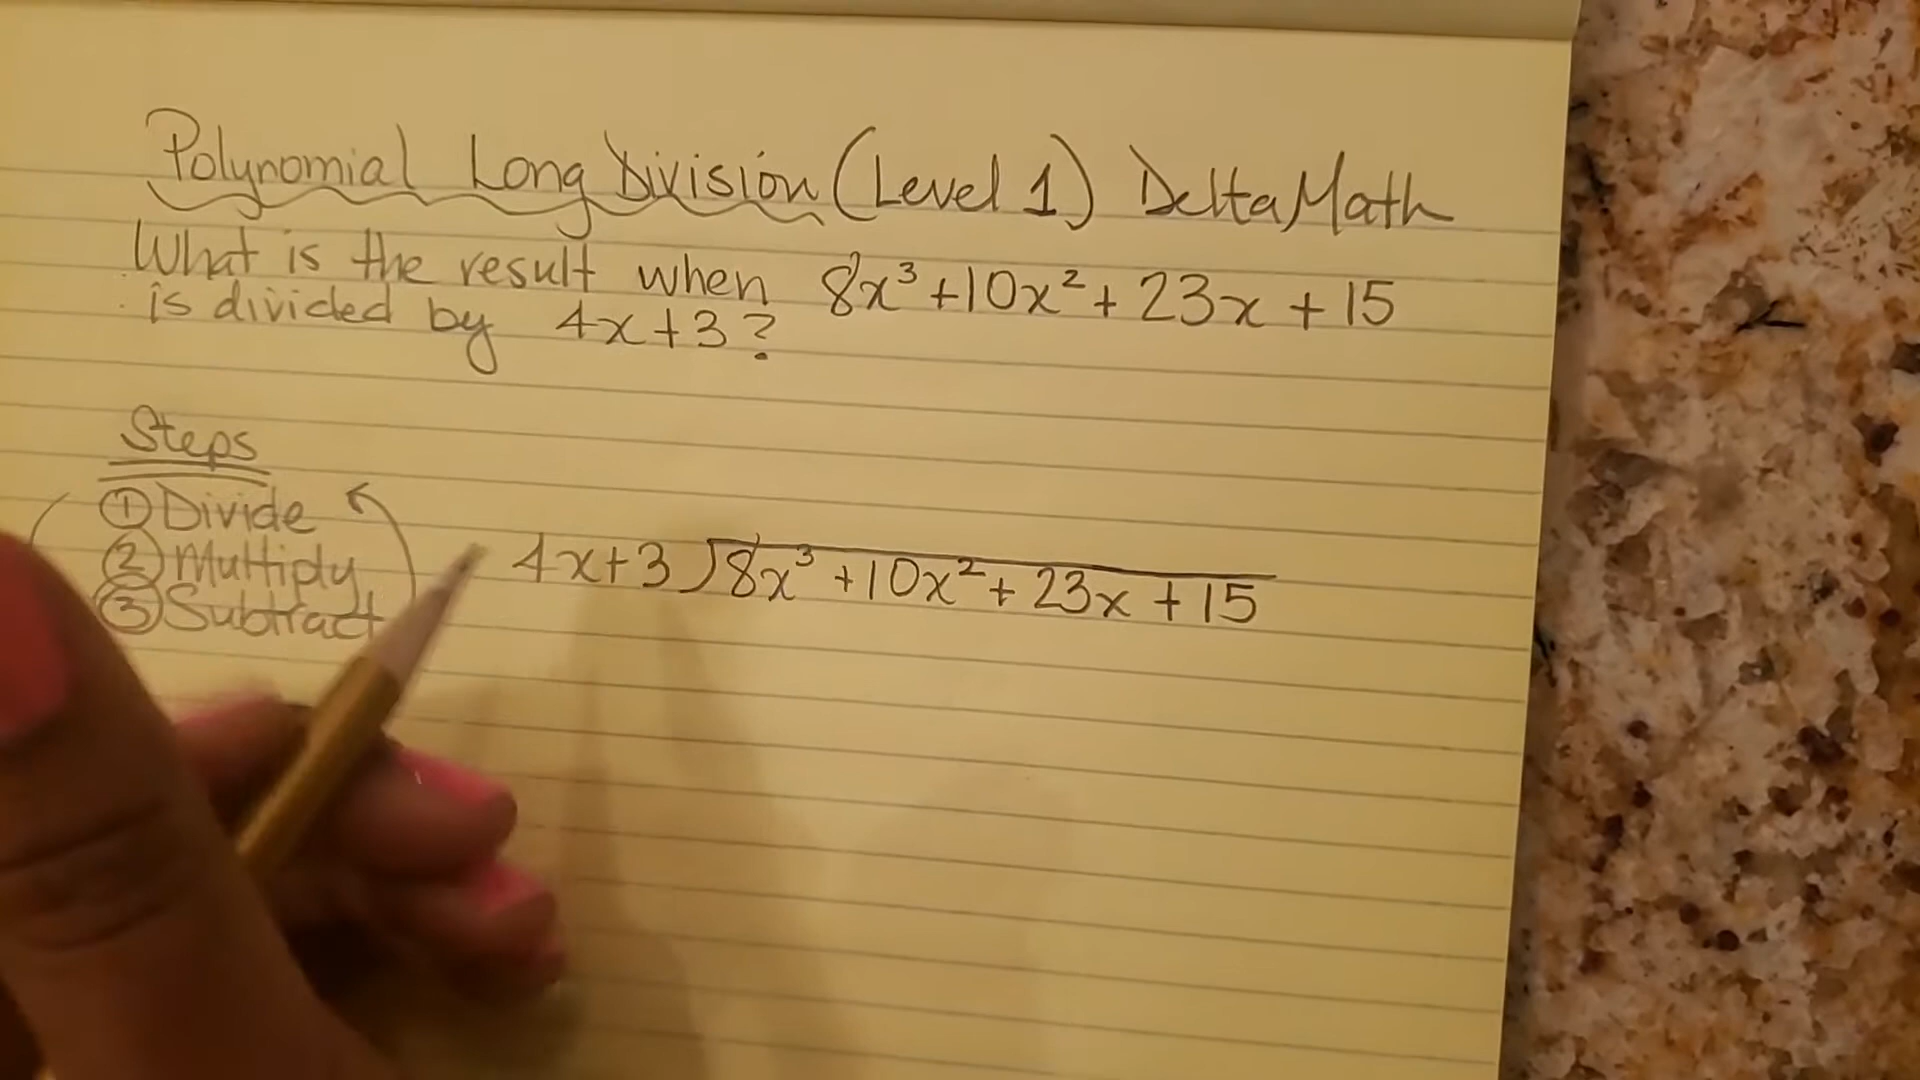 Polynomial Long Division (Level 1) DeltaMath
What is the result when 8x³+10x²+23x+15
is divided by 4x+3?
Steps
① Divide
② Multiply
③ Subtract
4x+3 ⟌ 8x³+10x²+23x+15